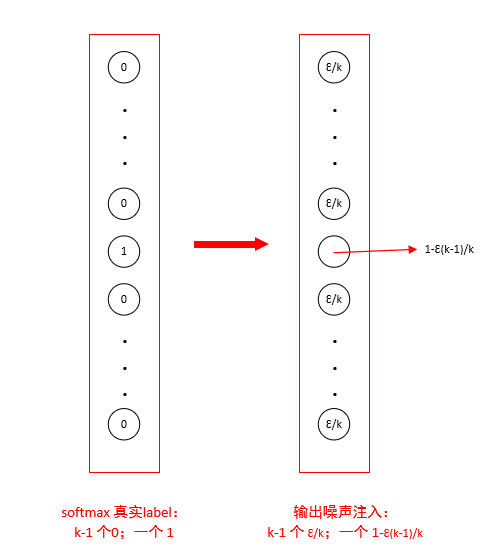 0
ε/k
0
ε/k
1
1-ε(k-1)/k
0
ε/k
0
ε/k
softmax 真实label：
k-1 个0；一个 1
输出噪声注入：
k-1 个 ε/k；一个 1-ε(k-1)/k